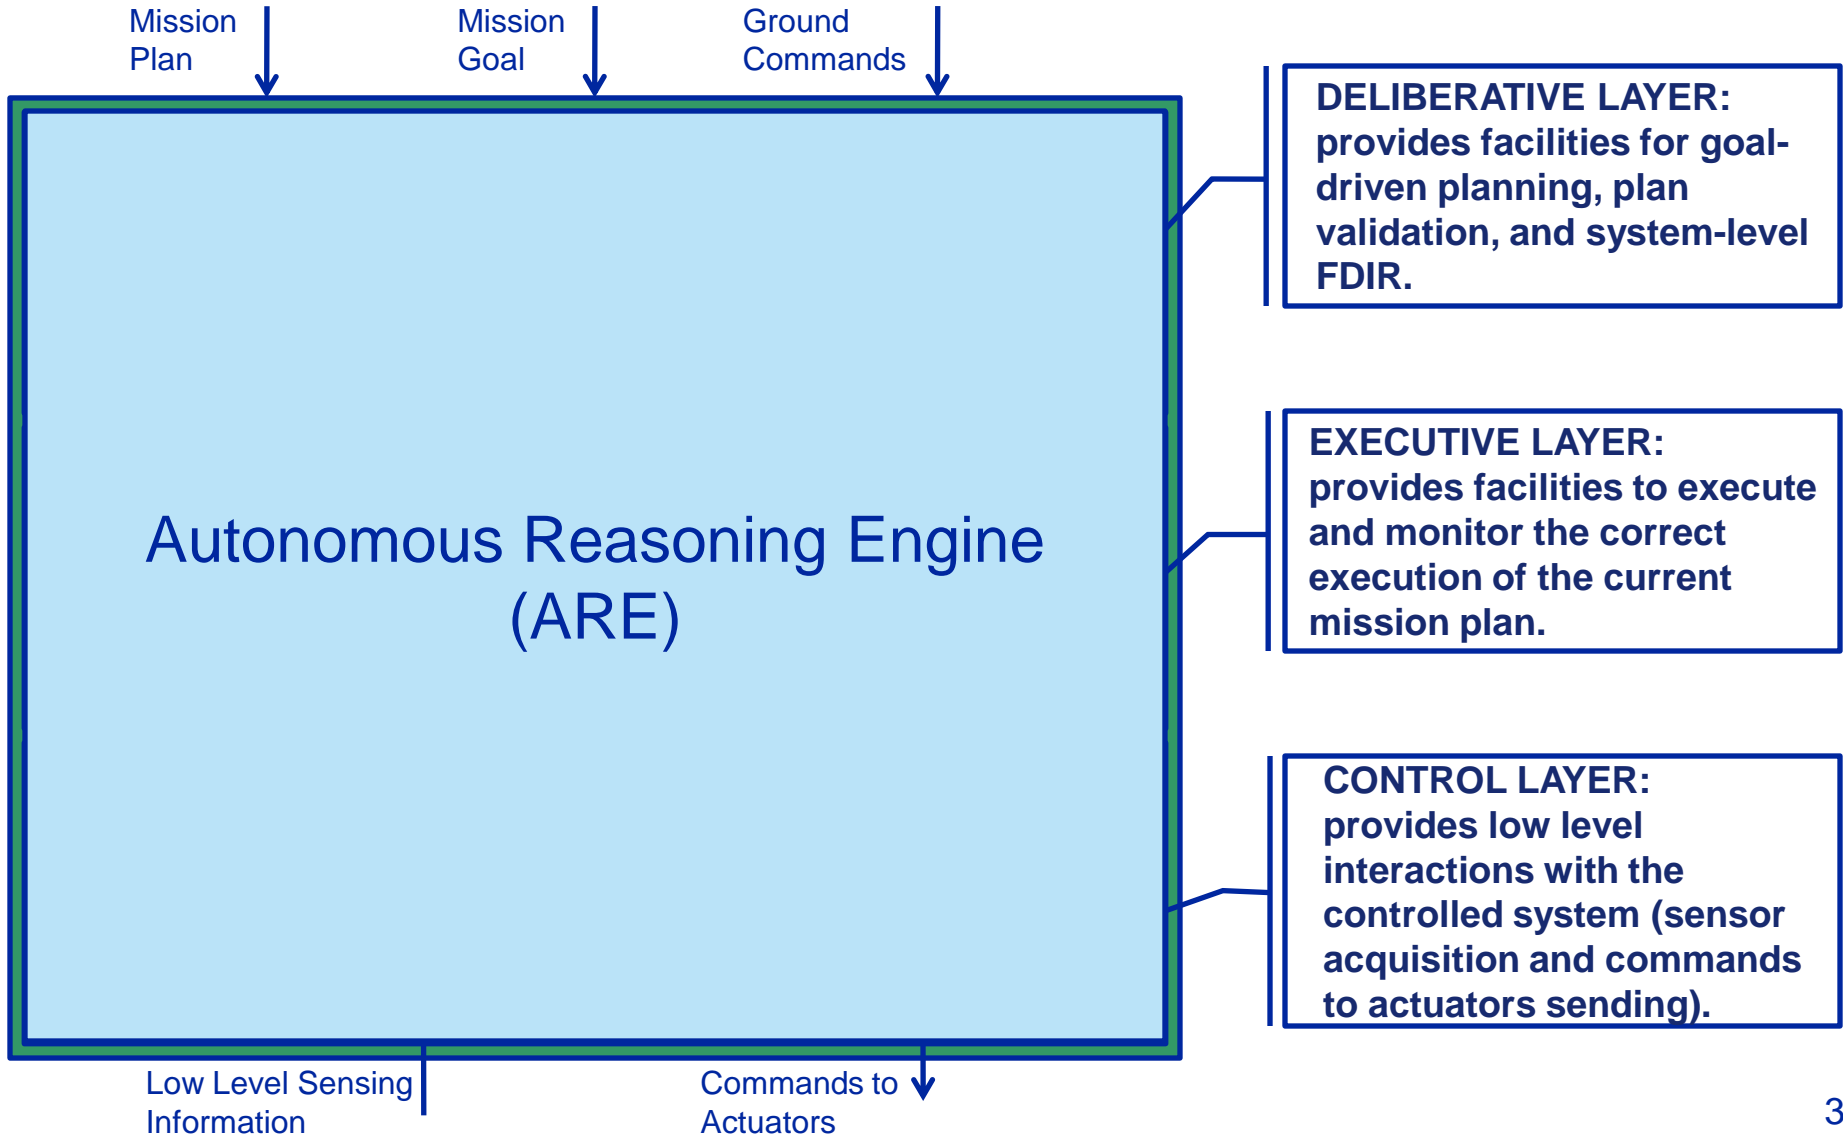 Mission
Plan
Mission
Goal
Ground
Commands
DELIBERATIVE LAYER:
provides facilities for goal-
driven planning, plan
validation, and system-level
FDIR.
EXECUTIVE LAYER:
provides facilities to execute
and monitor the correct
execution of the current
mission plan.
Autonomous Reasoning Engine
(ARE)
CONTROL LAYER:
provides low level
interactions with the
controlled system (sensor
acquisition and commands
to actuators sending).
Low Level Sensing
Information
Commands to
Actuators
3